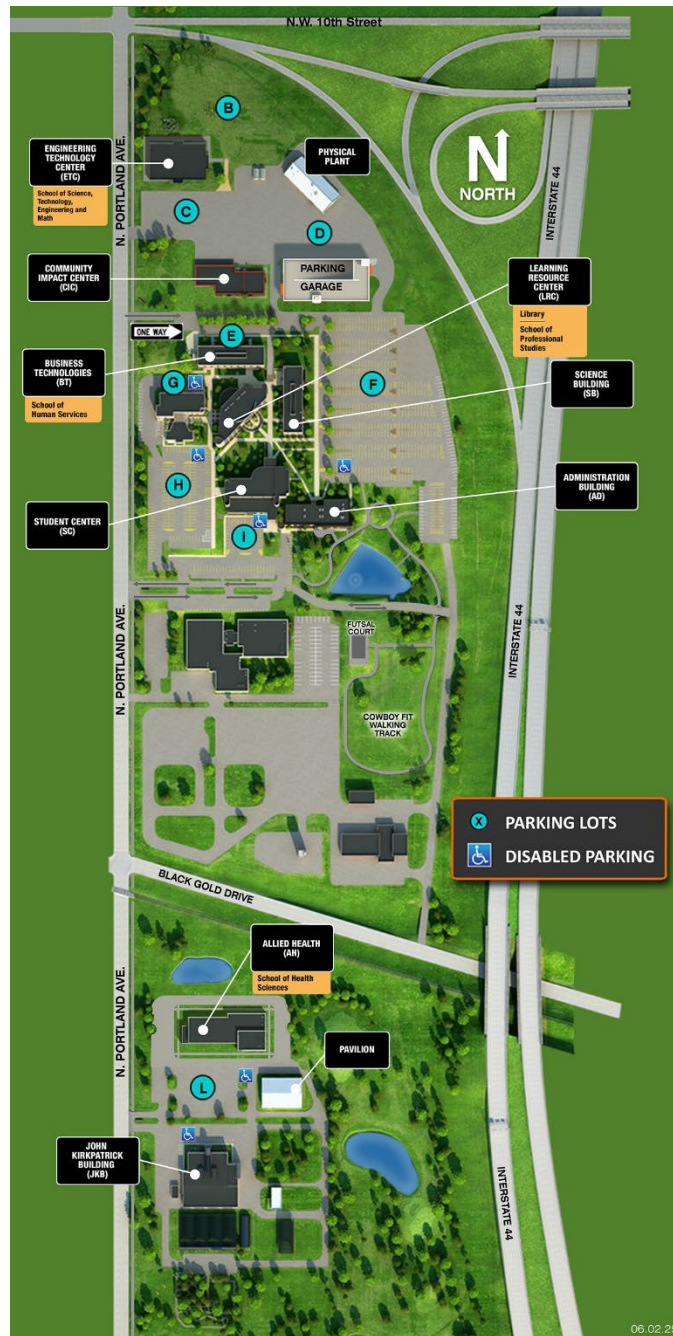 N.W. 10th Street
B
N. PORTLAND AVE.
ENGINEERING
TECHNOLOGY
CENTER
(ETC)
School of Science,
Technology,
Engineering and
Math
PHYSICAL
PLANT
N
NORTH
C
D
INTERSTATE 44
COMMUNITY
IMPACT CENTER
(CIC)
PARKING
GARAGE
LEARNING
RESOURCE
CENTER
(LRC)
Library
School of
Professional
Studies
ONE WAY
E
BUSINESS
TECHNOLOGIES
(BT)
School of
Human Services
G
F
SCIENCE
BUILDING
(SB)
H
STUDENT CENTER
(SC)
I
ADMINISTRATION
BUILDING
(AD)
N. PORTLAND AVE.
FUTSAL
COURT
INTERSTATE 44
COWBOY FIT
WALKING
TRACK
X PARKING LOTS
DISABLED PARKING
BLACK GOLD DRIVE
ALLIED HEALTH
(AH)
School of Health
Sciences
N. PORTLAND AVE.
PAVILION
L
JOHN
KIRKPATRICK
BUILDING
(JKB)
INTERSTATE 44
06.02.25